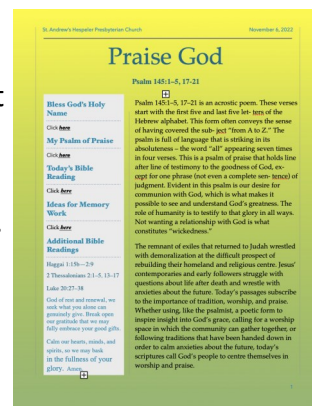 St. Andrew's Hespeler Presbyterian Church
November 6, 2022
Praise God
Psalm 145:1–5, 17-21
Bless God's Holy
Name
Click here
My Psalm of Praise
Click here
Today's Bible
Reading
Click here
Ideas for Memory
Work
Click here
Additional Bible
Readings
Haggai 1:15b—2:9
2 Thessalonians 2:1–5, 13–17
Luke 20:27–38
God of rest and renewal, we
seek what you alone can
genuinely give. Break open
our gratitude that we may
fully embrace your good gifts.
Calm our hearts, minds, and
spirits, so we may bask
in the fullness of your
glory. Amen.
Psalm 145:1–5, 17–21 is an acrostic poem. These verses
start with the first five and last five let- ters of the
Hebrew alphabet. This form often conveys the sense
of having covered the sub- ject "from A to Z." The
psalm is full of language that is striking in its
absoluteness – the word "all" appearing seven times
in four verses. This is a psalm of praise that holds line
after line of testimony to the goodness of God, ex-
cept for one phrase (not even a complete sen- tence) of
judgment. Evident in this psalm is our desire for
communion with God, which is what makes it
possible to see and understand God's greatness. The
role of humanity is to testify to that glory in all ways.
Not wanting a relationship with God is what
constitutes "wickedness."
The remnant of exiles that returned to Judah wrestled
with demoralization at the difficult prospect of
rebuilding their homeland and religious centre. Jesus'
contemporaries and early followers struggle with
questions about life after death and wrestle with
anxieties about the future. Today's passages subscribe
to the importance of tradition, worship, and praise.
Whether using, like the psalmist, a poetic form to
inspire insight into God's grace, calling for a worship
space in which the community can gather together, or
following traditions that have been handed down in
order to calm anxieties about the future, today's
scriptures call God's people to centre themselves in
worship and praise.